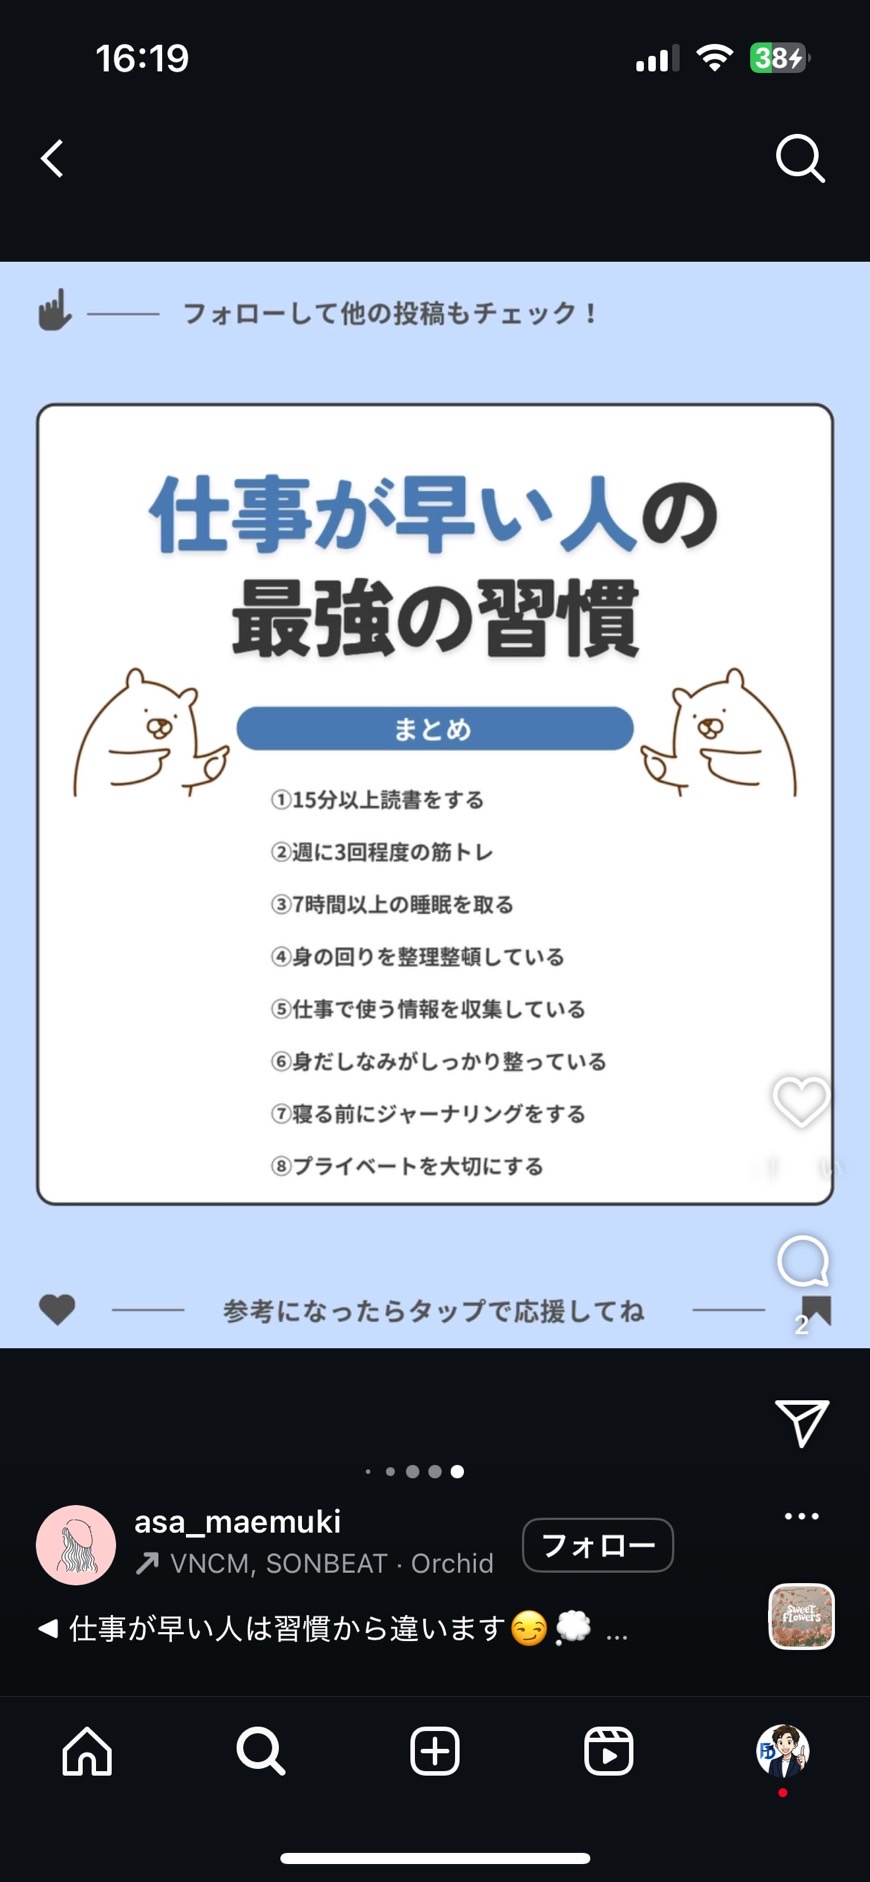 16:19
38
フォローして他の投稿もチェック！
仕事が早い人の
最強の習慣
まとめ
①15分以上読書をする
②週に3回程度の筋トレ
③7時間以上の睡眠を取る
④身の回りを整理整頓している
⑤仕事で使う情報を収集している
⑥身だしなみがしっかり整っている
⑦寝る前にジャーナリングをする
⑧プライベートを大切にする
参考になったらタップで応援してね
2
asa_maemuki
フォロー
VNCM, SONBEAT · Orchid
◀ 仕事が早い人は習慣から違います😏💭 ...
SWEET
FLOWERS